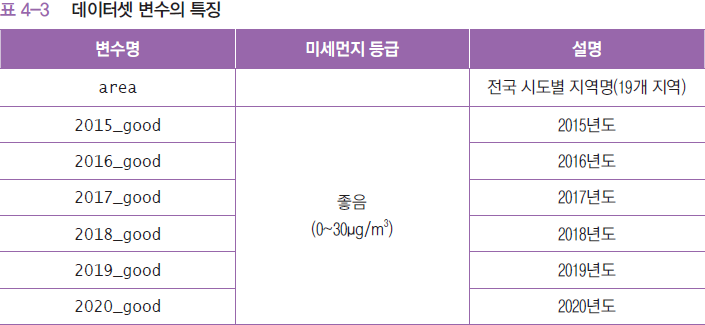 표 4-3 데이터셋 변수의 특징
변수명 미세먼지 등급 설명
area 전국 시도별 지역명(19개 지역)
2015_good 2015년도
2016_good 2016년도
2017_good 2017년도
좋음
(0~30µg/m³)
2018_good 2018년도
2019_good 2019년도
2020_good 2020년도